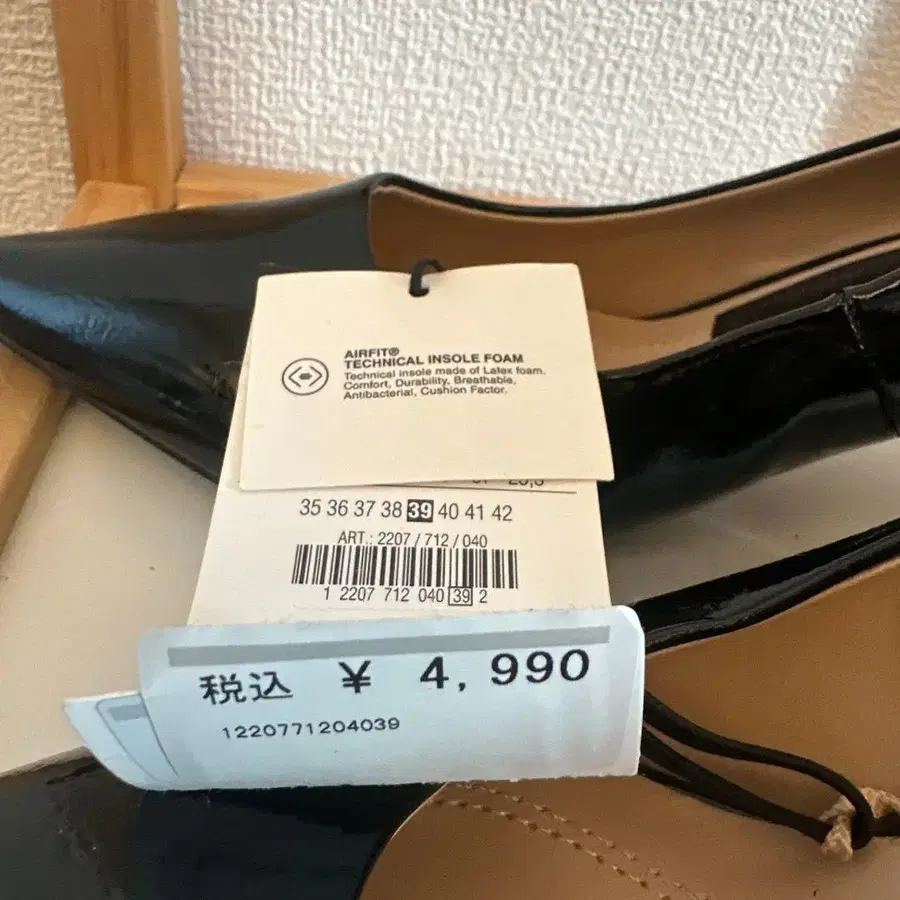 AIRFIT®
TECHNICAL INSOLE FOAM
Technical insole made of Latex foam.
Comfort, Durability, Breathable,
Antibacterial, Cushion Factor.
35 36 37 38 39 40 41 42
ART.: 2207 / 712 / 040
1 2207 712 040 39 2
税込 ¥ 4,990
1220771204039